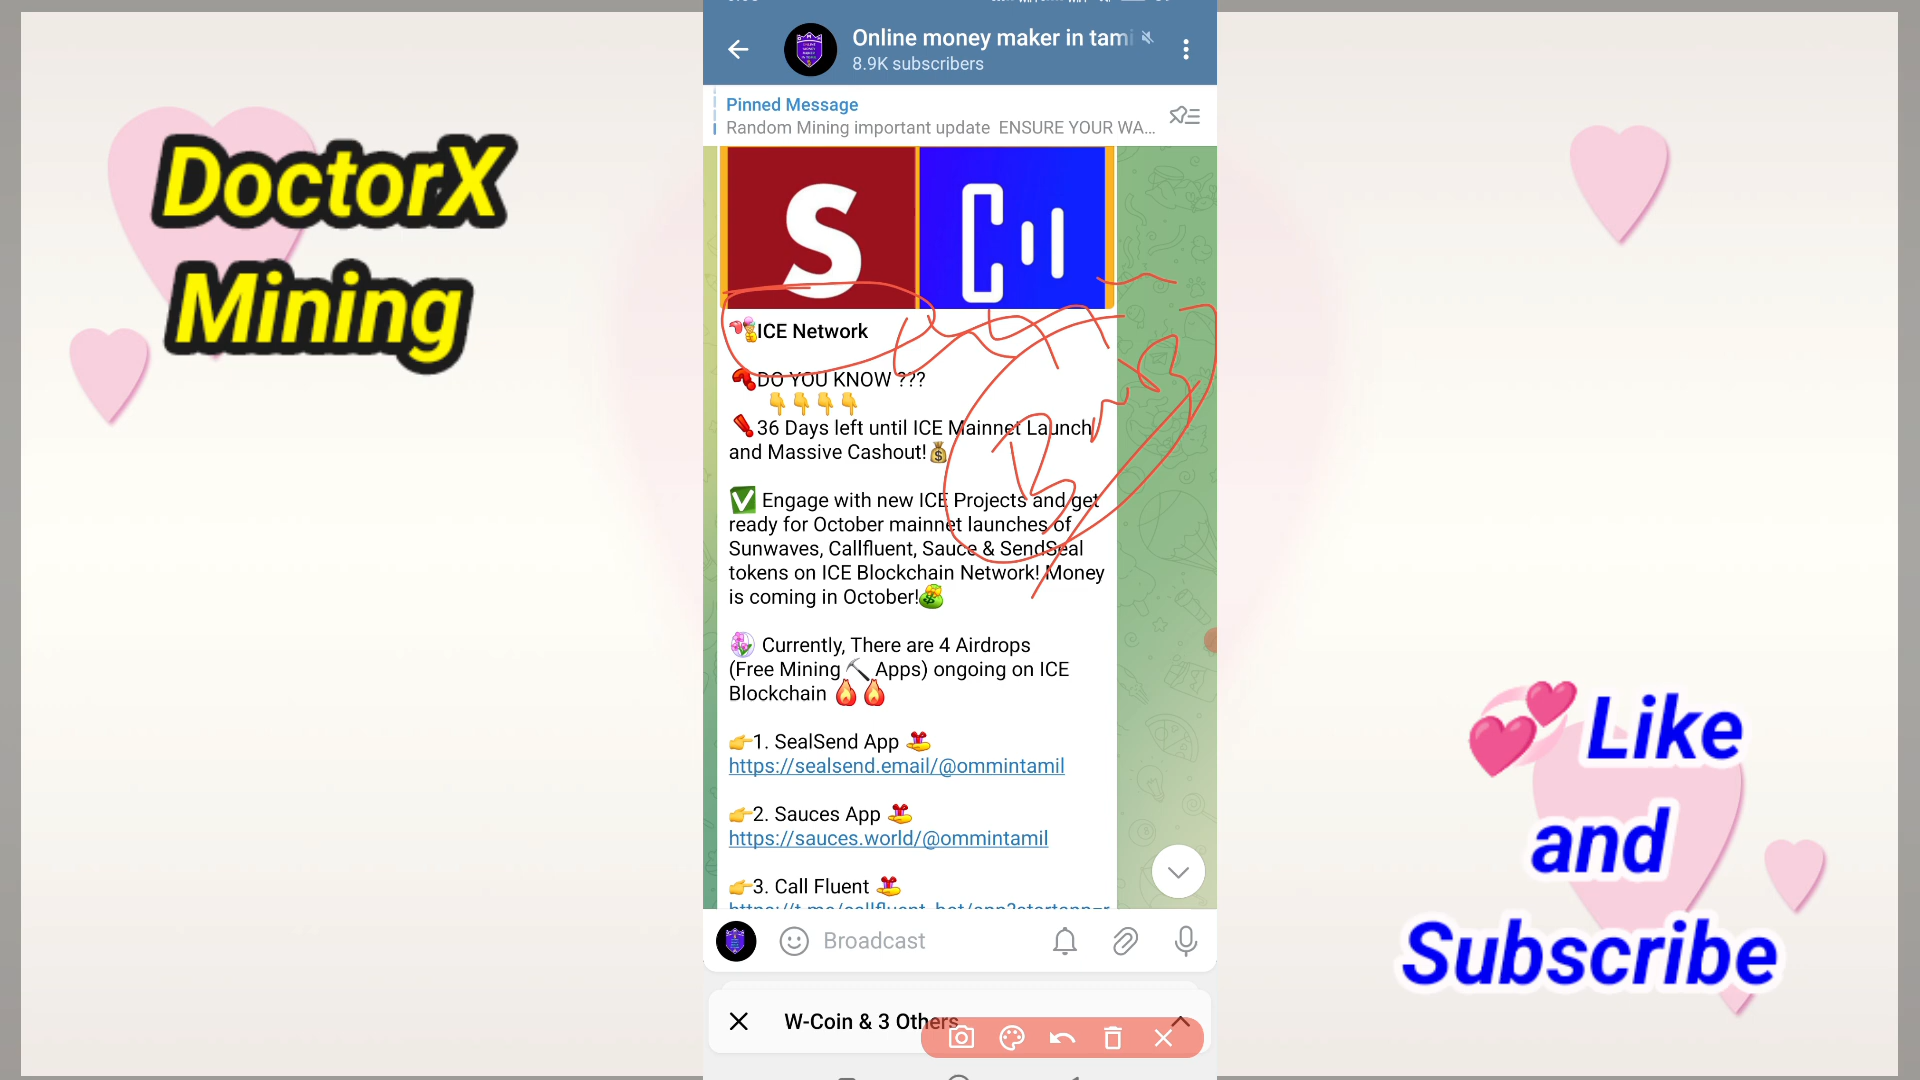 DoctorX
Mining
Online money maker in tami
8.9K subscribers
Pinned Message
Random Mining important update ENSURE YOUR WA...
S
ICE Network
DO YOU KNOW ???
36 Days left until ICE Mainnet Launch
and Massive Cashout!
Engage with new ICE Projects and get
ready for October mainnet launches of
Sunwaves, Callfluent, Sauce & SendSeal
tokens on ICE Blockchain Network! Money
is coming in October!
Currently, There are 4 Airdrops
(Free Mining Apps) ongoing on ICE
Blockchain
1. SealSend App
https://sealsend.email/@ommintamil
2. Sauces App
https://sauces.world/@ommintamil
3. Call Fluent
Broadcast
W-Coin & 3 Others
Like
and
Subscribe